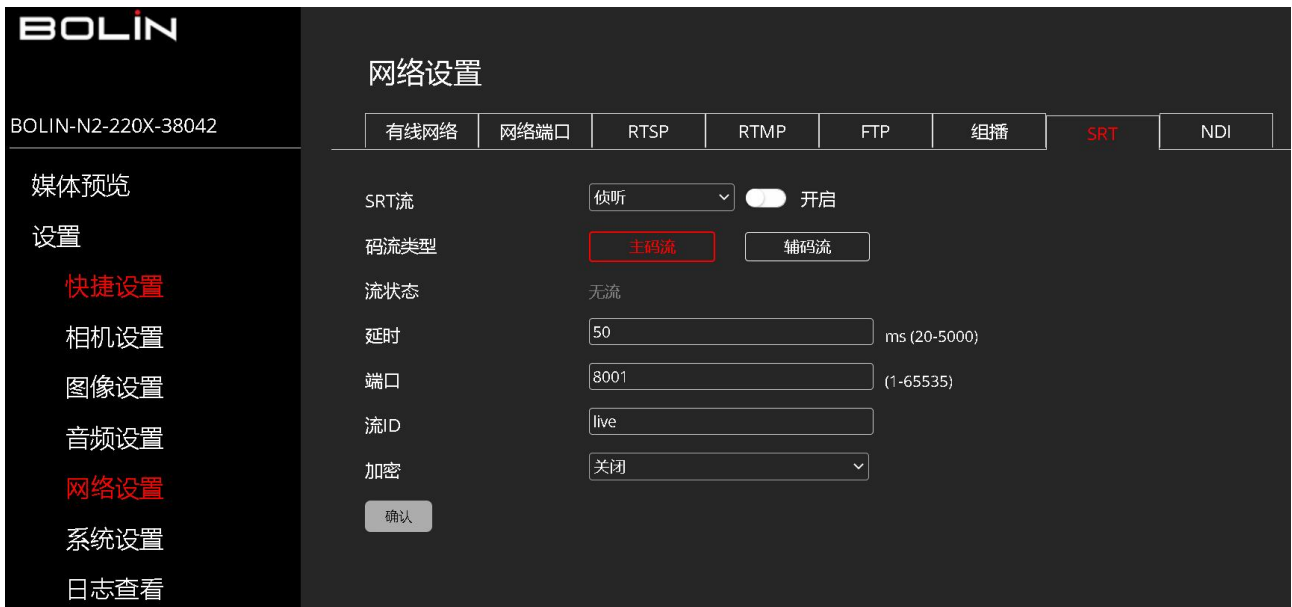 BOLIN
网络设置
BOLIN-N2-220X-38042
有线网络 网络端口 RTSP RTMP FTP 组播 SRT NDI
媒体预览
设置
快捷设置
相机设置
图像设置
音频设置
网络设置
系统设置
日志查看
SRT流 侦听 开启
码流类型 主码流 辅码流
流状态 无流
延时 50 ms (20-5000)
端口 8001 (1-65535)
流ID live
加密 关闭
确认